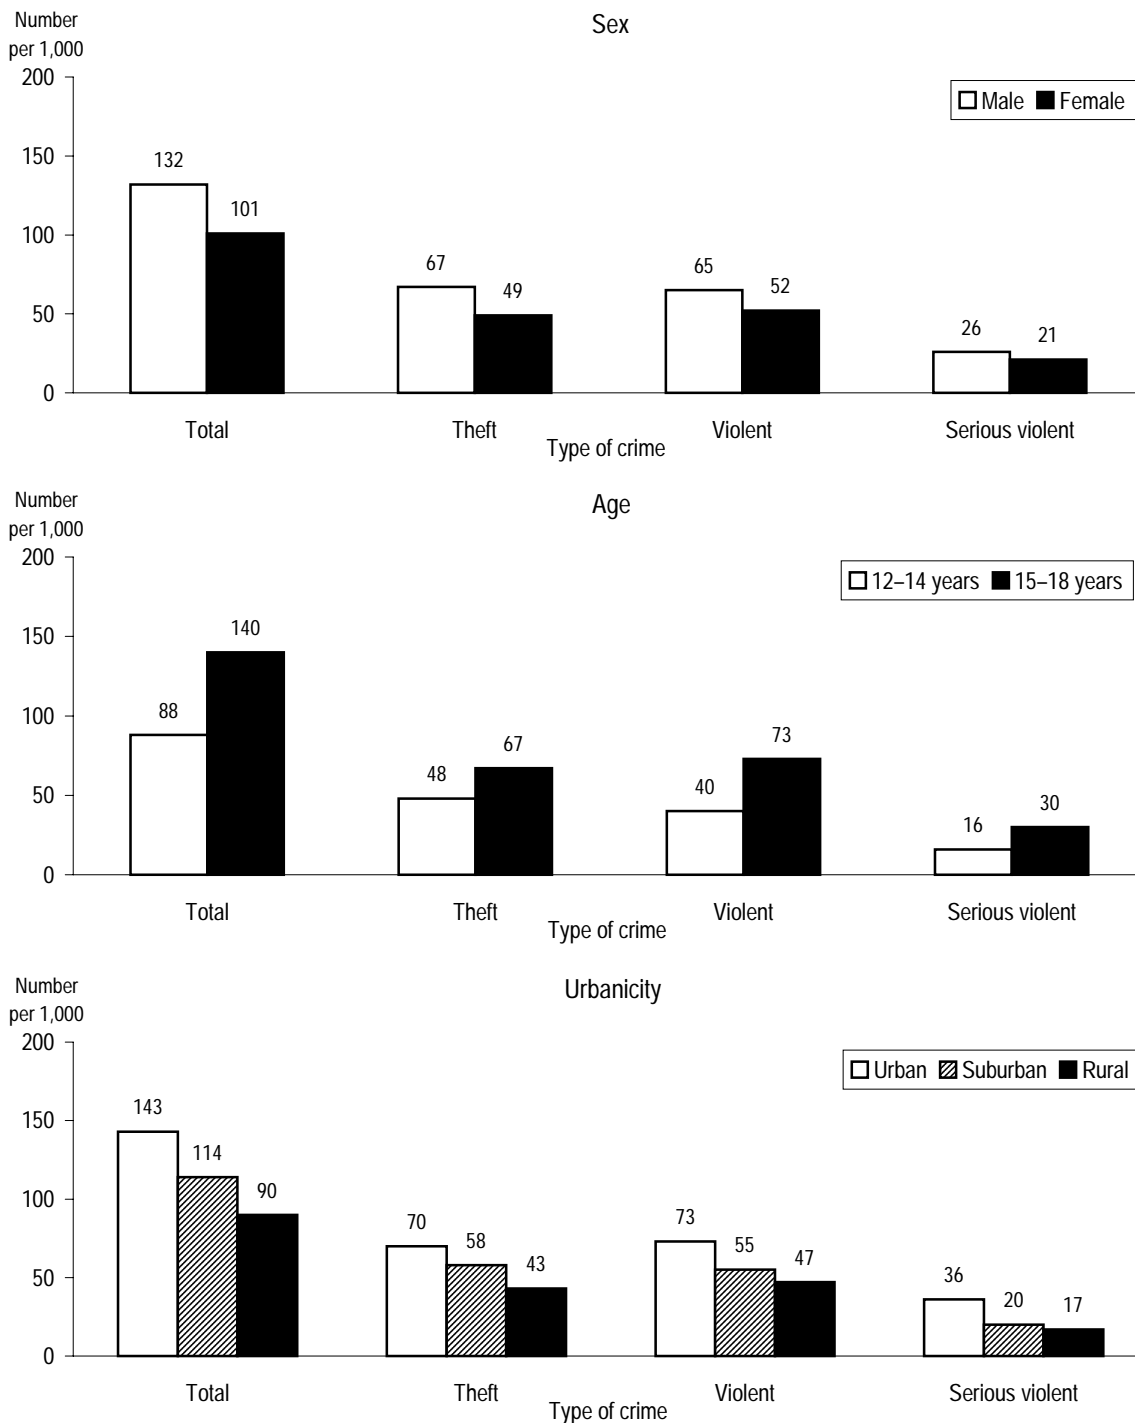 Number
per 1,000
Sex
200
150
100
50
0
Male Female
132
101
67
49
65
52
26
21
Total Theft Violent Serious violent
Type of crime
Number
per 1,000
Age
200
150
100
50
0
12–14 years 15–18 years
88
140
48
67
40
73
16
30
Total Theft Violent Serious violent
Type of crime
Number
per 1,000
Urbanicity
200
150
100
50
0
Urban Suburban Rural
143
114
90
70
58
43
73
55
47
36
20
17
Total Theft Violent Serious violent
Type of crime